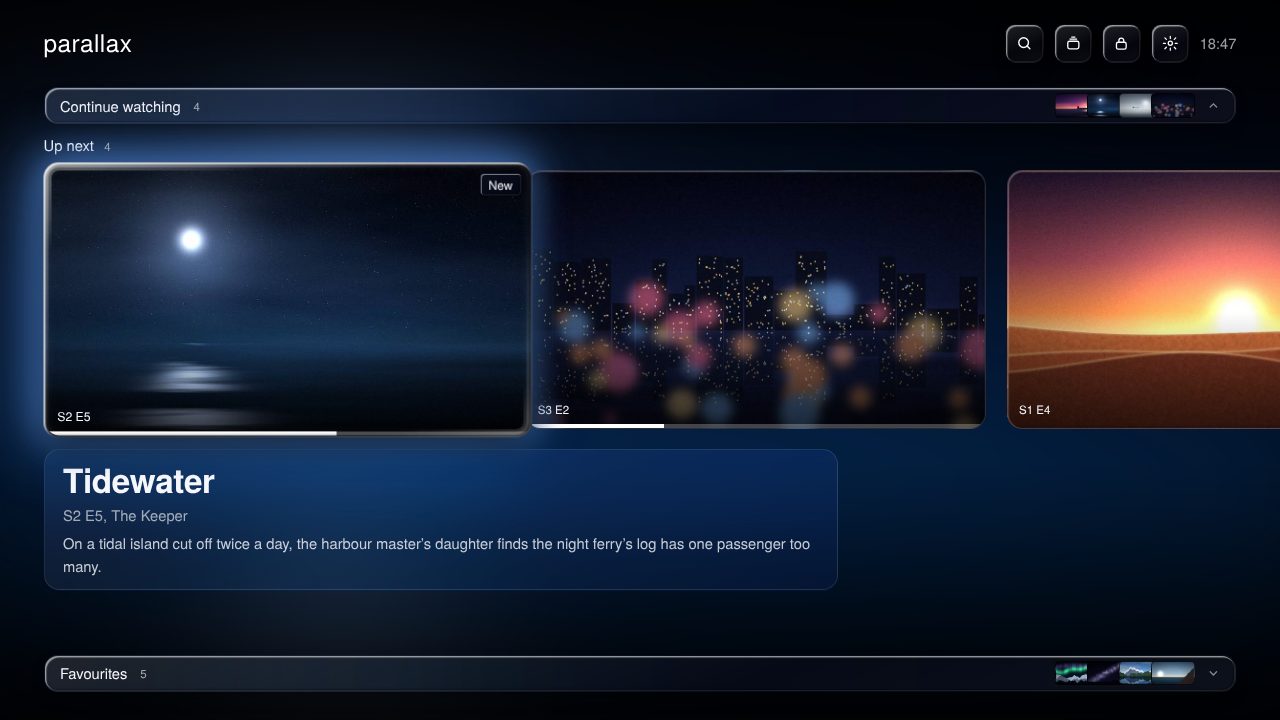 parallax
18:47
Continue watching 4
Up next 4
New
S2 E5
S3 E2
S1 E4
Tidewater
S2 E5, The Keeper
On a tidal island cut off twice a day, the harbour master’s daughter finds the night ferry’s log has one passenger too
many.
Favourites 5